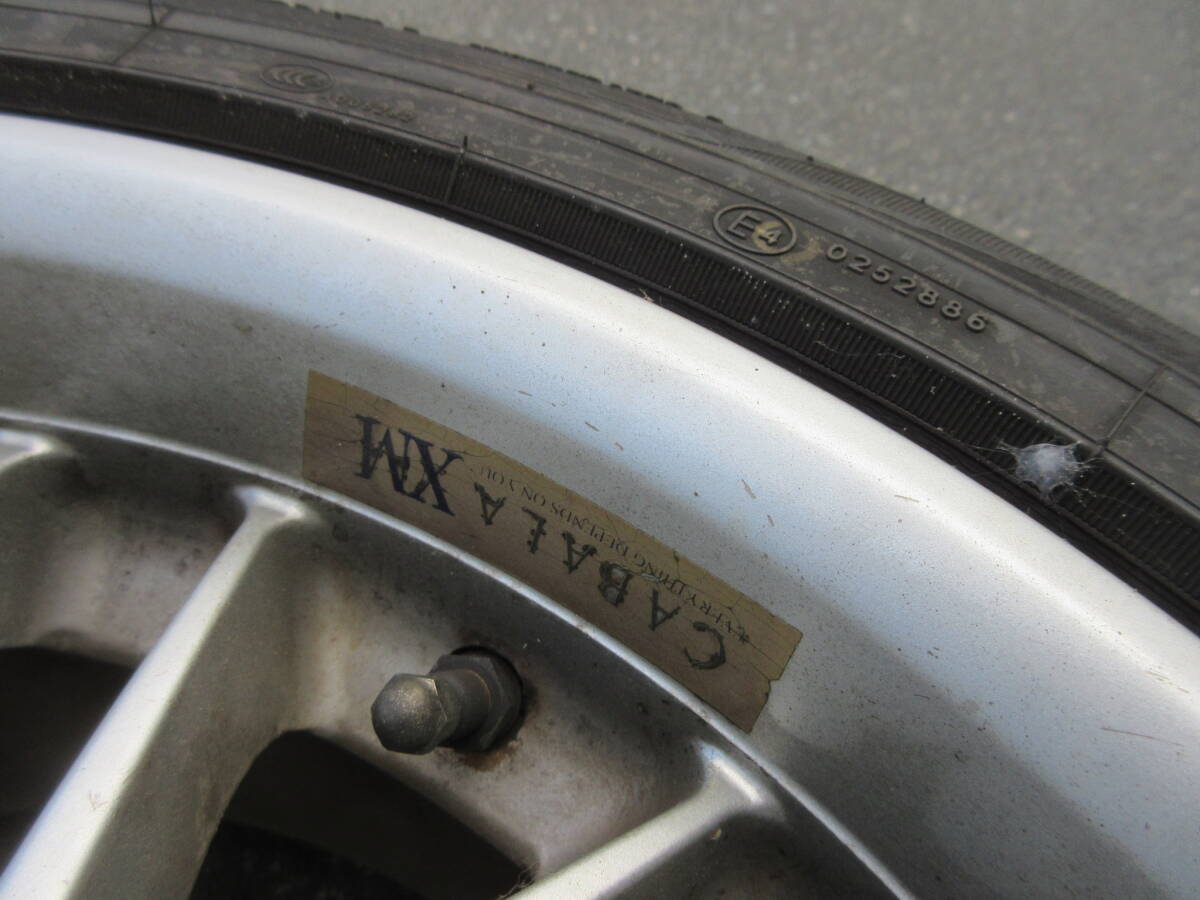 E4 0252886
CABALA XM
EVERYTHING DEPENDS ON YOU